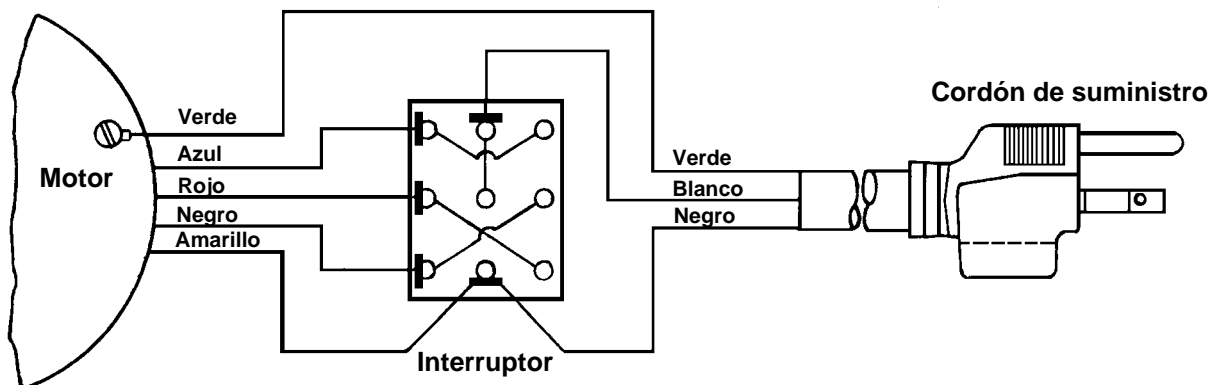 Cordón de suministro
Verde
Azul
Motor
Rojo
Negro
Amarillo
Verde
Blanco
Negro
Interruptor